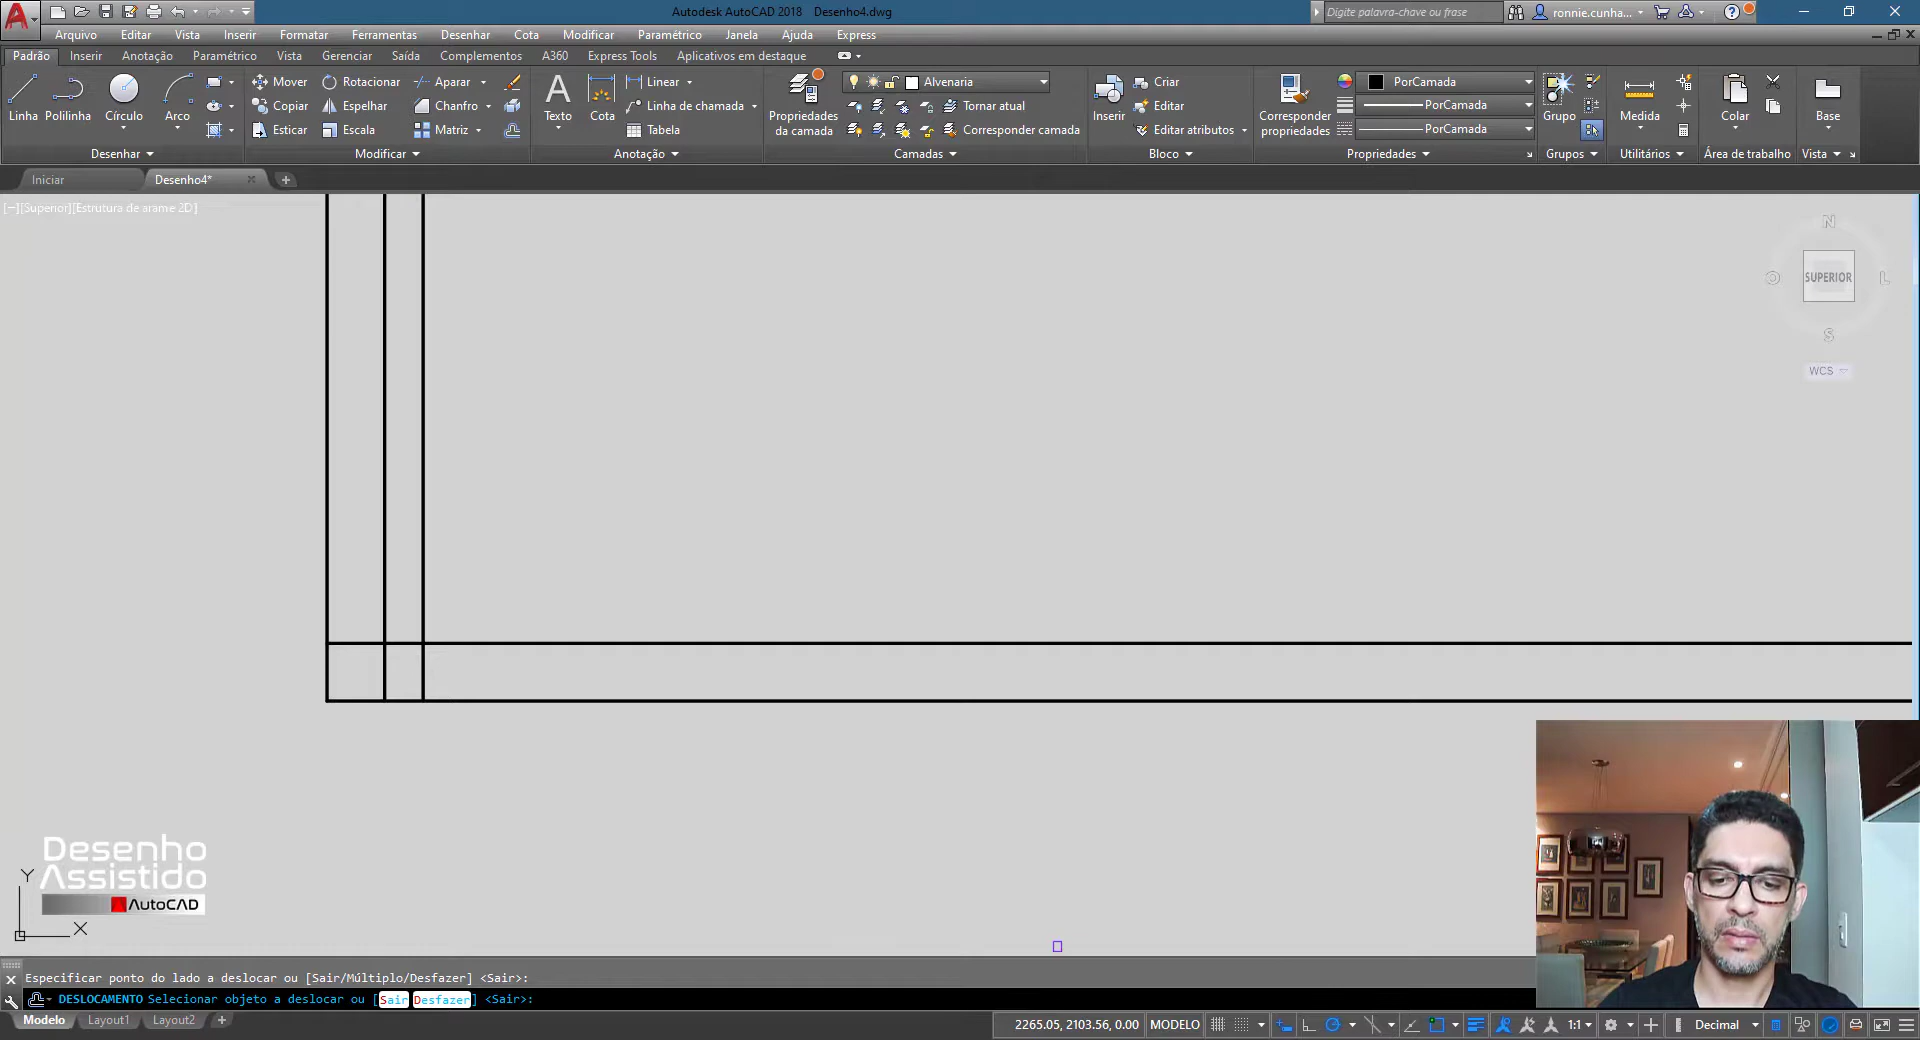 Autodesk AutoCAD 2018 Desenho4.dwg
Digite palavra-chave ou frase
ronnie.cunha...
Arquivo Editar Vista Inserir Formatar Ferramentas Desenhar Cota Modificar Paramétrico Janela Ajuda Express
Padrão Inserir Anotação Paramétrico Vista Gerenciar Saída Complementos A360 Express Tools Aplicativos em destaque
Linha Polilinha Círculo Arco
Mover Rotacionar Aparar
Copiar Espelhar Chanfro
Esticar Escala Matriz
Texto Cota
Linear
Linha de chamada
Tabela
Propriedades da camada
Alvenaria
Tornar atual
Corresponder camada
Inserir
Criar
Editar
Editar atributos
Corresponder propriedades
PorCamada
PorCamada
PorCamada
Grupo Medida Colar Base
Desenhar Modificar Anotação Camadas Bloco Propriedades Grupos Utilitários Área de trabalho Vista
Iniciar Desenho4*
[−][Superior][Estrutura de arame 2D]
N
O SUPERIOR L
S
WCS
Desenho
Assistido
AutoCAD
Y
X
Especificar ponto do lado a deslocar ou [Sair/Múltiplo/Desfazer] <Sair>:
DESLOCAMENTO Selecionar objeto a deslocar ou [Sair Desfazer] <Sair>:
Modelo Layout1 Layout2 +
2265.05, 2103.56, 0.00 MODELO 1:1 Decimal